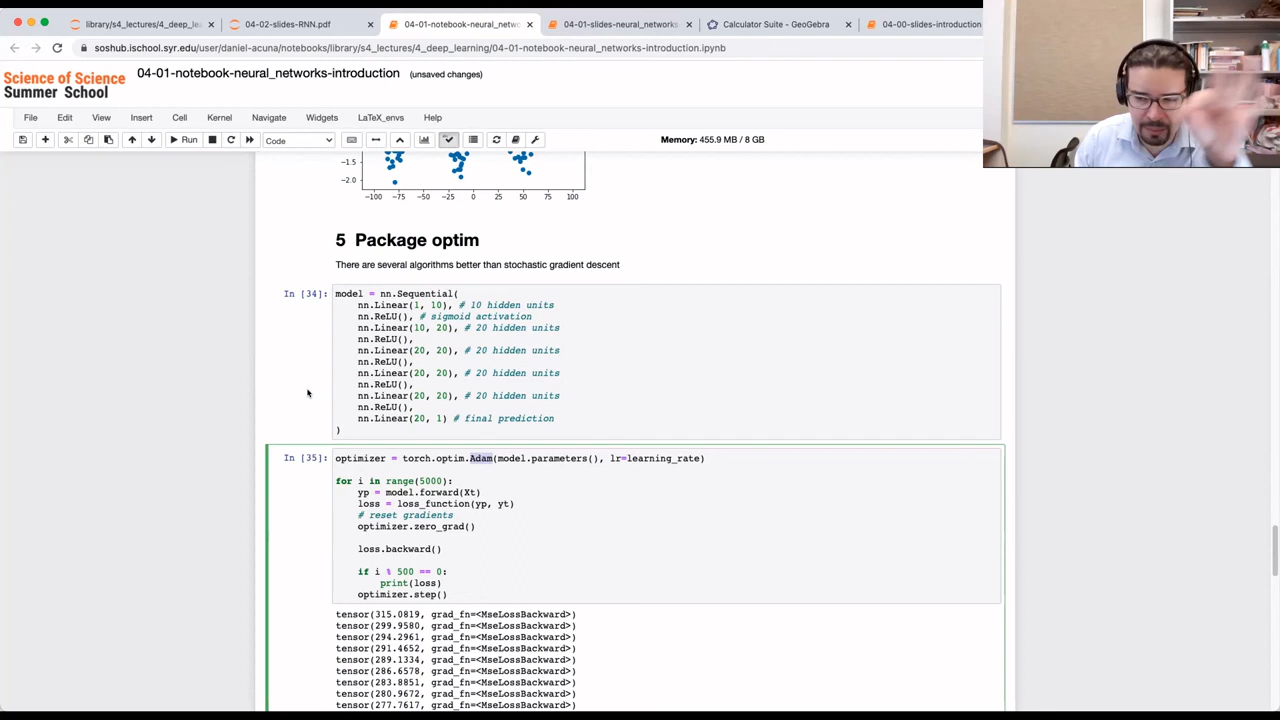 library/s4_lectures/4_deep_le
04-02-slides-RNN.pdf
04-01-notebook-neural_netwo
04-01-slides-neural_networks
Calculator Suite - GeoGebra
04-00-slides-introduction
soshub.ischool.syr.edu/user/daniel-acuna/notebooks/library/s4_lectures/4_deep_learning/04-01-notebook-neural_networks-introduction.ipynb
Science of Science
Summer School
04-01-notebook-neural_networks-introduction (unsaved changes)
File Edit View Insert Cell Kernel Navigate Widgets LaTeX_envs Help
Run Code Memory: 455.9 MB / 8 GB
−1.5
−2.0
−100 −75 −50 −25 0 25 50 75 100
5 Package optim
There are several algorithms better than stochastic gradient descent
In [34]: model = nn.Sequential(
nn.Linear(1, 10), # 10 hidden units
nn.ReLU(), # sigmoid activation
nn.Linear(10, 20), # 20 hidden units
nn.ReLU(),
nn.Linear(20, 20), # 20 hidden units
nn.ReLU(),
nn.Linear(20, 20), # 20 hidden units
nn.ReLU(),
nn.Linear(20, 20), # 20 hidden units
nn.ReLU(),
nn.Linear(20, 1) # final prediction
)
In [35]: optimizer = torch.optim.Adam(model.parameters(), lr=learning_rate)
for i in range(5000):
yp = model.forward(Xt)
loss = loss_function(yp, yt)
# reset gradients
optimizer.zero_grad()
loss.backward()
if i % 500 == 0:
print(loss)
optimizer.step()
tensor(315.0819, grad_fn=<MseLossBackward>)
tensor(299.9580, grad_fn=<MseLossBackward>)
tensor(294.2961, grad_fn=<MseLossBackward>)
tensor(291.4652, grad_fn=<MseLossBackward>)
tensor(289.1334, grad_fn=<MseLossBackward>)
tensor(286.6578, grad_fn=<MseLossBackward>)
tensor(283.8851, grad_fn=<MseLossBackward>)
tensor(280.9672, grad_fn=<MseLossBackward>)
tensor(277.7617, grad_fn=<MseLossBackward>)